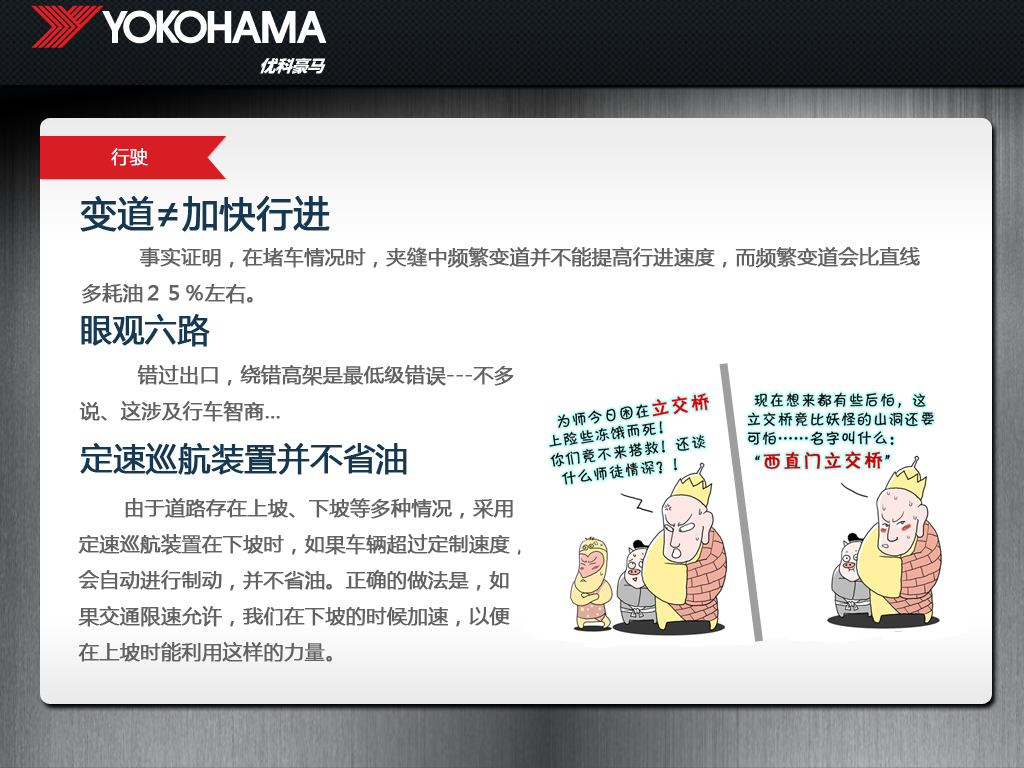 YOKOHAMA
优科豪马
行驶
变道≠加快行进
事实证明，在堵车情况时，夹缝中频繁变道并不能提高行进速度，而频繁变道会比直线
多耗油２５％左右。
眼观六路
错过出口，绕错高架是最低级错误---不多
说、这涉及行车智商...
定速巡航装置并不省油
由于道路存在上坡、下坡等多种情况，采用
定速巡航装置在下坡时，如果车辆超过定制速度，
会自动进行制动，并不省油。正确的做法是，如
果交通限速允许，我们在下坡的时候加速，以便
在上坡时能利用这样的力量。
为师今日困在立交桥
上险些冻饿而死！
你们竟不来搭救！还谈
什么师徒情深？！
现在想来都有些后怕，这
立交桥竟比妖怪的山洞还要
可怕……名字叫什么：
“西直门立交桥”